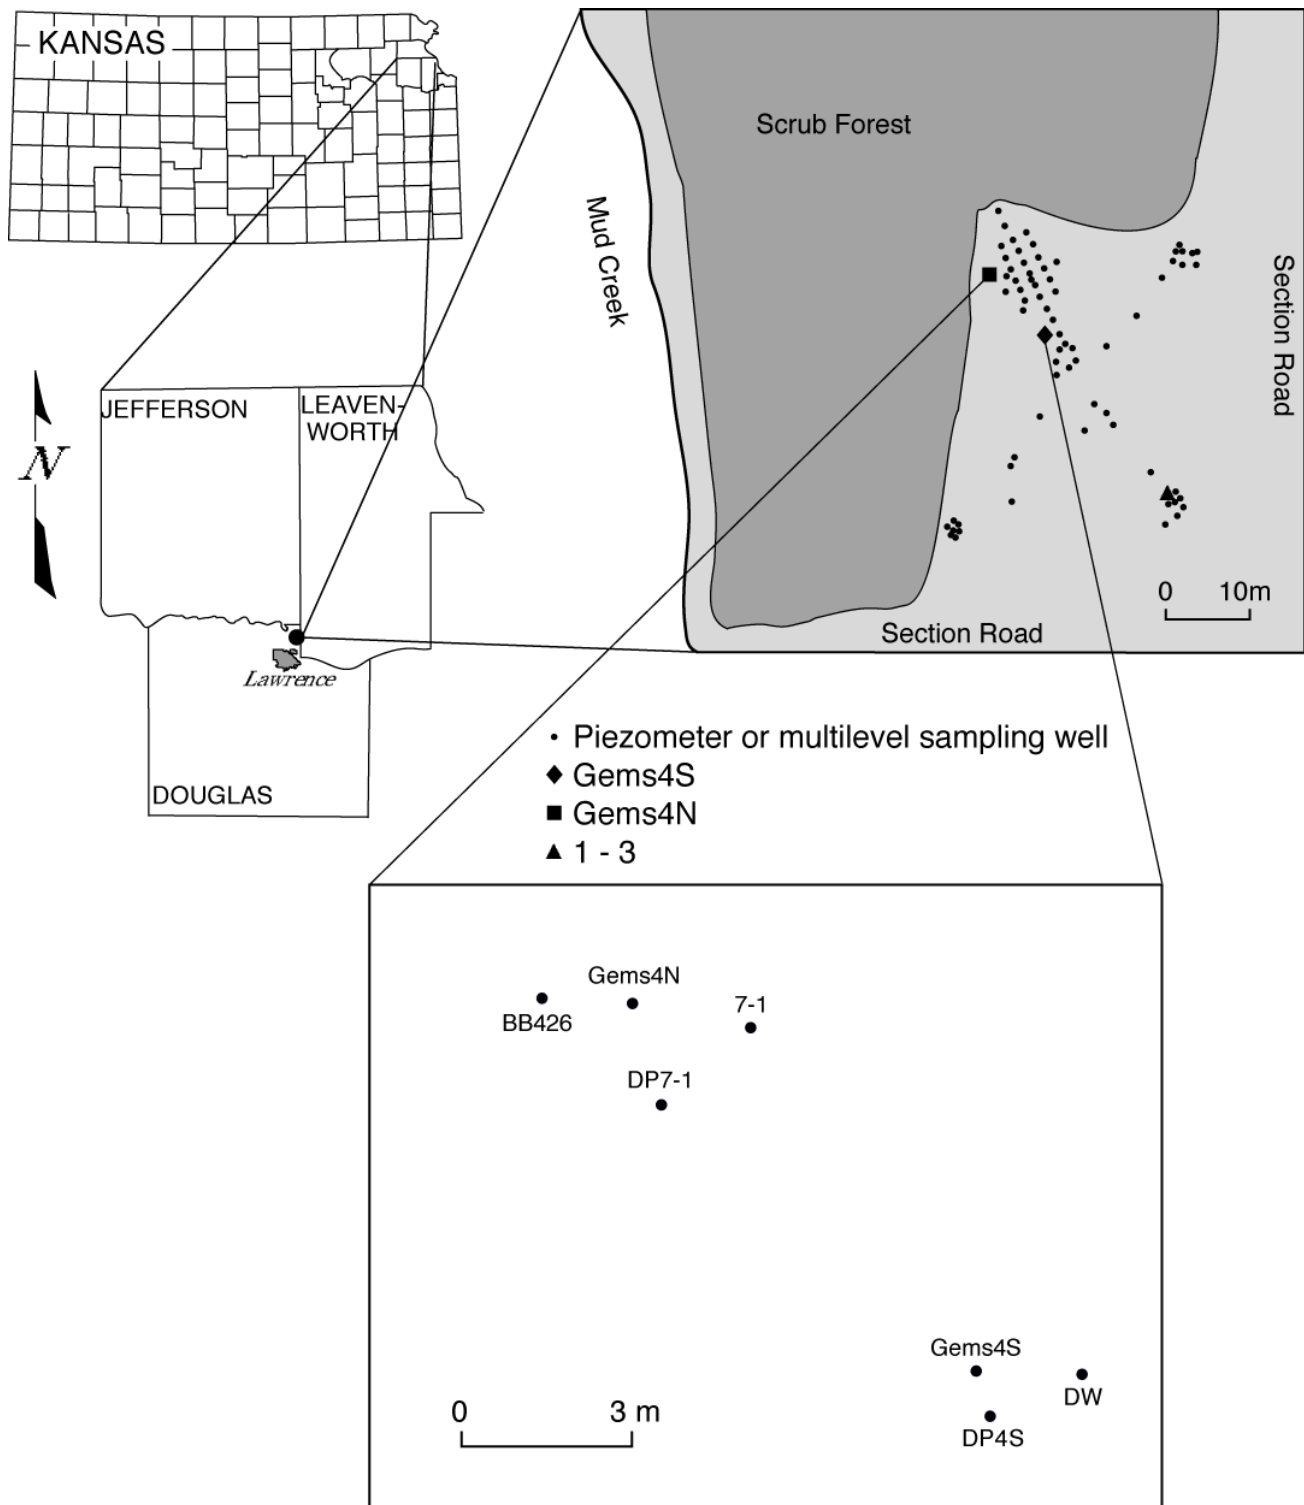 KANSAS
Scrub Forest
Mud Creek
Section Road
JEFFERSON
LEAVEN-
WORTH
N
0 10m
Section Road
Lawrence
DOUGLAS
Piezometer or multilevel sampling well
Gems4S
Gems4N
1 - 3
Gems4N
7-1
BB426
DP7-1
Gems4S
DW
0 3 m
DP4S